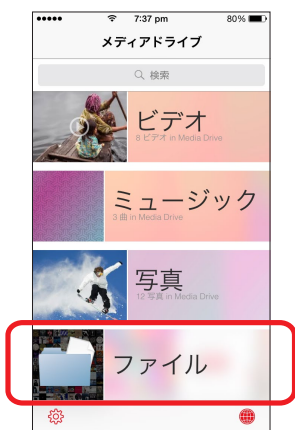 7:37 pm
80%
メディアドライブ
検索
ビデオ
8 ビデオ in Media Drive
ミュージック
3 曲 in Media Drive
写真
12 写真 in Media Drive
ファイル